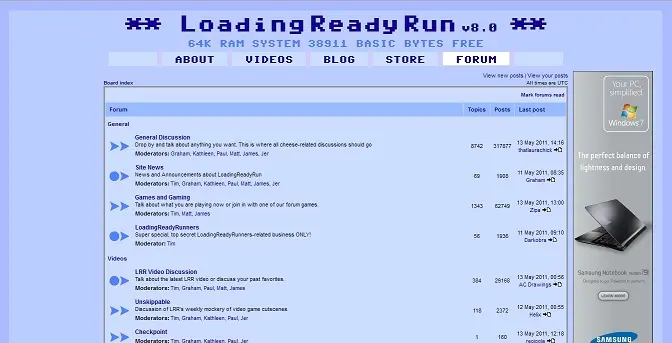 ** LoadingReadyRun v8.0 **
64K RAM SYSTEM 38911 BASIC BYTES FREE
ABOUT VIDEOS BLOG STORE FORUM
View new posts | View your posts
Board index All times are UTC
Mark forums read
Forum Topics Posts Last post
General
General Discussion
Drop by and talk about anything you want. This is where all cheese-related discussions should go
Moderators: Graham, Kathleen, Paul, Matt, James, Jer
8742 317877 13 May 2011, 14:16
thatlaurachick
Site News
News and Announcements about LoadingReadyRun
Moderators: Tim, Graham, Kathleen, Paul, Matt, James, Jer
69 1908 11 May 2011, 08:35
Graham
Games and Gaming
Talk about what you are playing now or join in with one of our forum games.
Moderators: Tim, Matt, James
1343 62749 13 May 2011, 13:00
Zipa
LoadingReadyRunners
Super special, top secret LoadingReadyRunners-related business ONLY!
Moderator: Tim
56 1936 11 May 2011, 09:10
Darkobra
Videos
LRR Video Discussion
Talk about the latest LRR video or discuss your past favorites.
Moderators: Tim, Graham, Paul, Matt, James
384 29168 13 May 2011, 00:56
AC Drawings
Unskippable
Discussion of LRR's weekly mockery of video game cutscenes
Moderators: Tim, Graham, Kathleen, Paul, Jer
118 2372 12 May 2011, 00:55
Helix
Checkpoint
Moderators: Tim, Graham, Kathleen, Paul, Jer
1 160 13 May 2011, 12:18
Your PC,
simplified.
Windows 7
The perfect balance of
lightness and design.
Samsung Notebook
LEARN MORE
SAMSUNG